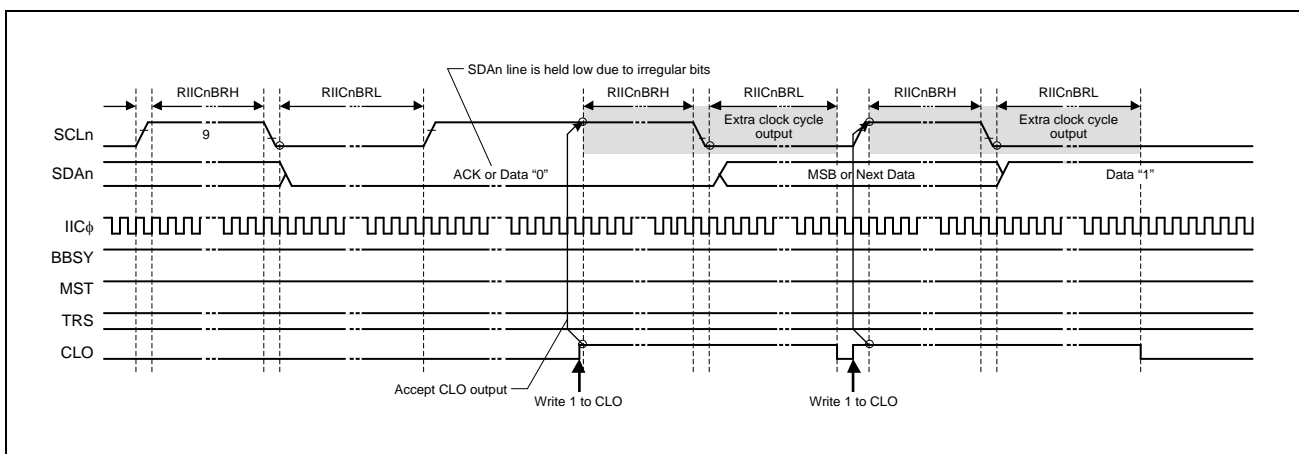 SDAn line is held low due to irregular bits
RIICnBRH
RIICnBRL
RIICnBRH
RIICnBRL
RIICnBRH
RIICnBRL
SCLn
9
Extra clock cycle
output
Extra clock cycle
output
SDAn
ACK or Data “0”
MSB or Next Data
Data “1”
IICϕ
BBSY
MST
TRS
CLO
Accept CLO output
Write 1 to CLO
Write 1 to CLO